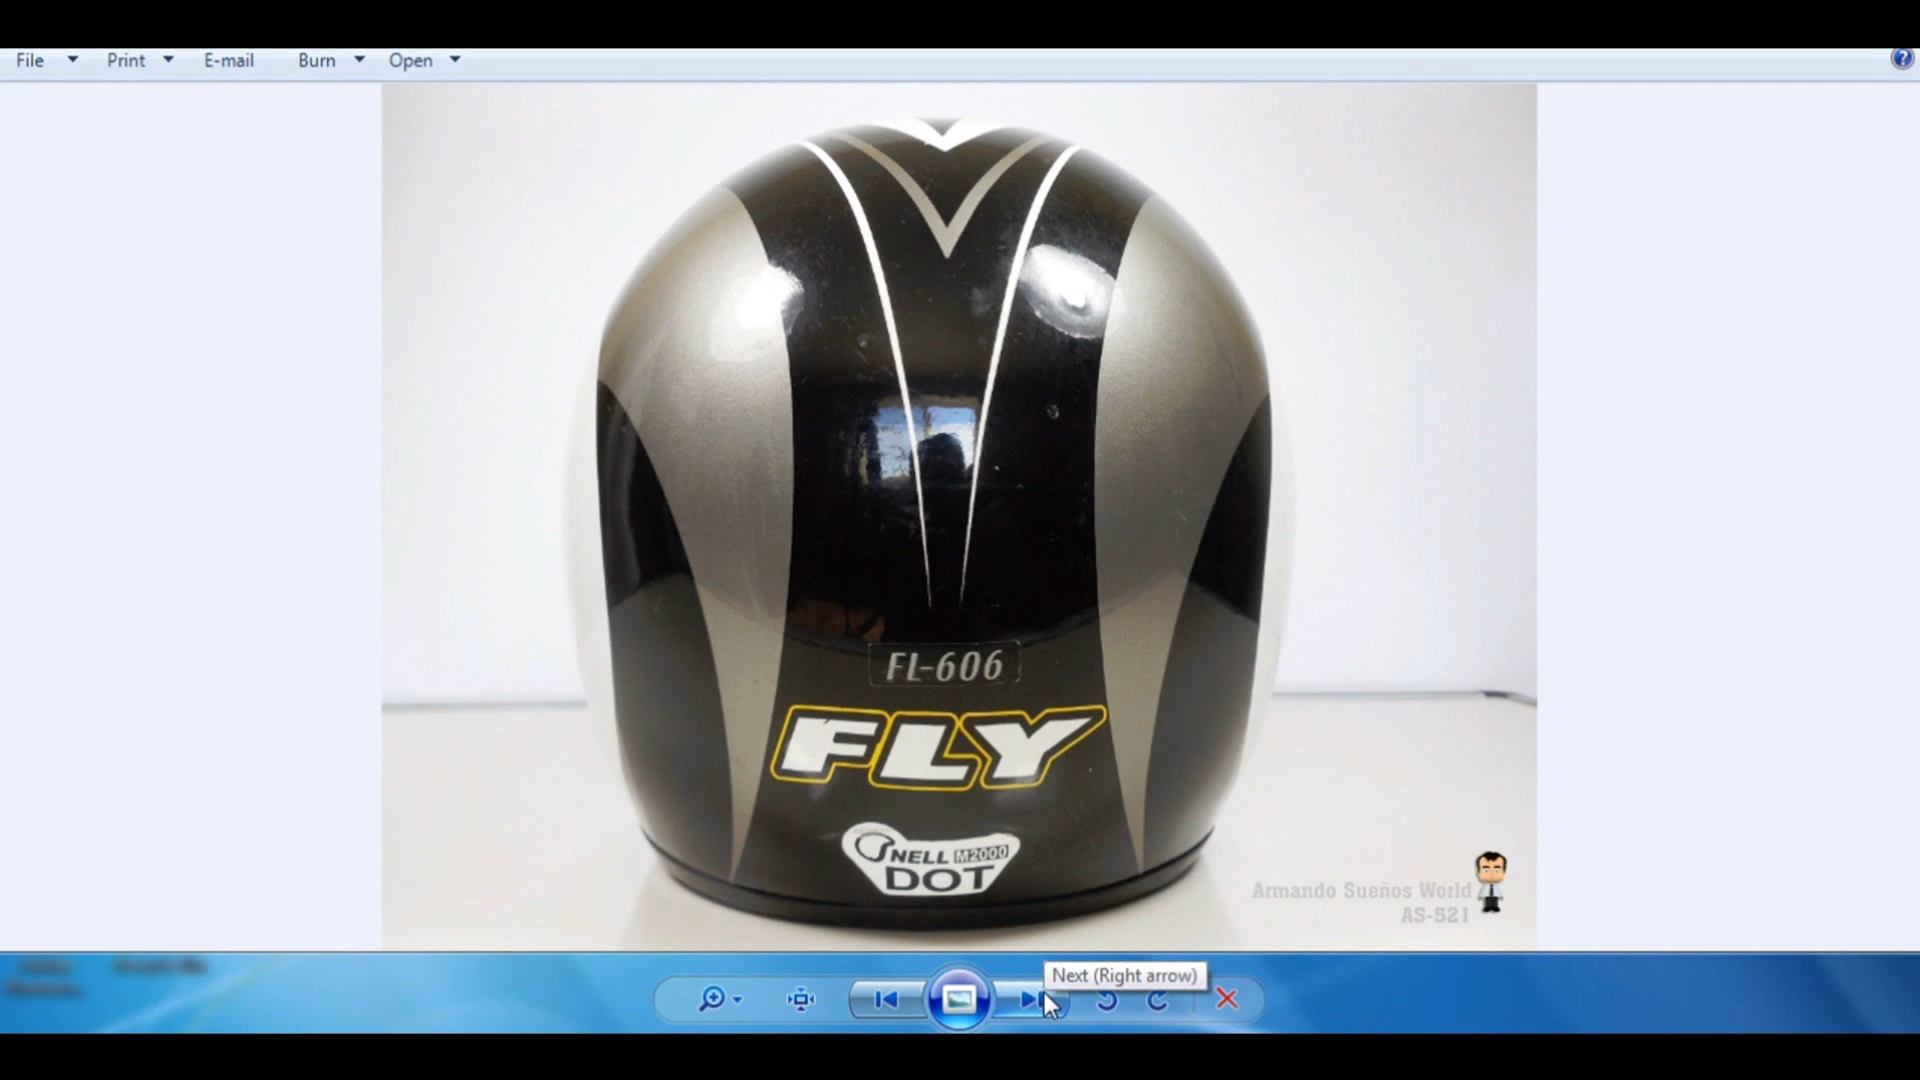 File Print E-mail Burn Open
FL-606
FLY
SNELL M2000
DOT
Armando Sueños World
AS-521
Next (Right arrow)